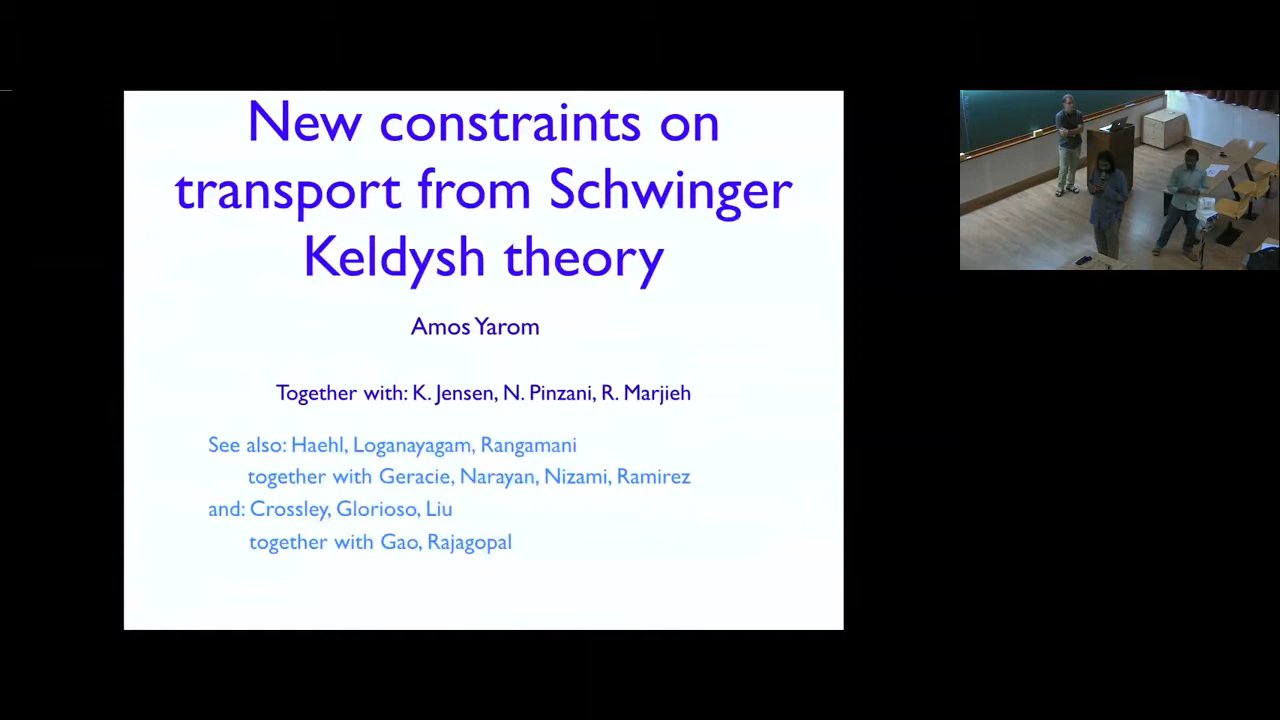 New constraints on
transport from Schwinger
Keldysh theory
Amos Yarom
Together with: K. Jensen, N. Pinzani, R. Marjieh
See also: Haehl, Loganayagam, Rangamani
together with Geracie, Narayan, Nizami, Ramirez
and: Crossley, Glorioso, Liu
together with Gao, Rajagopal